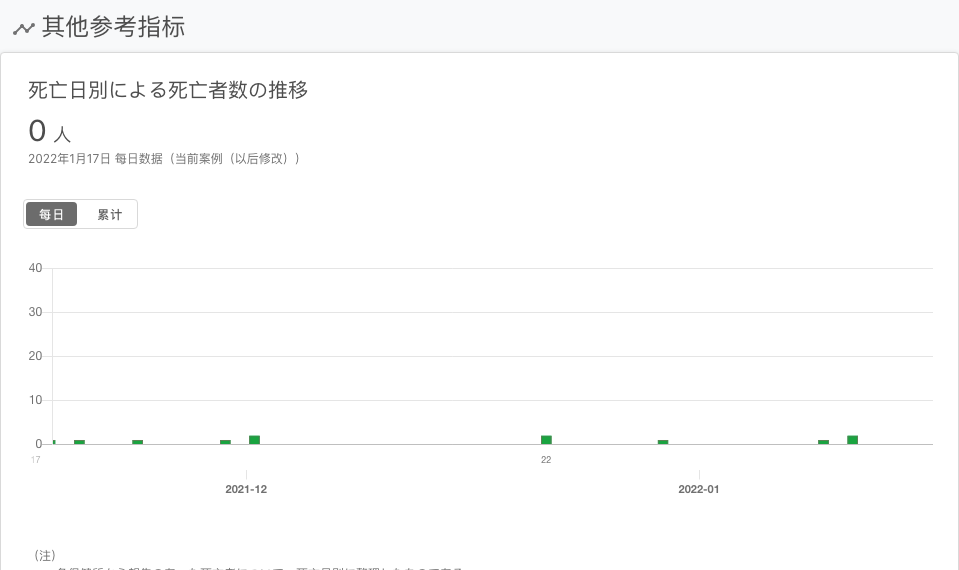 其他参考指标
死亡日別による死亡者数の推移
0 人
2022年1月17日 每日数据（当前案例（以后修改））
每日 累计
40
30
20
10
0
17 22
2021-12 2022-01
（注）